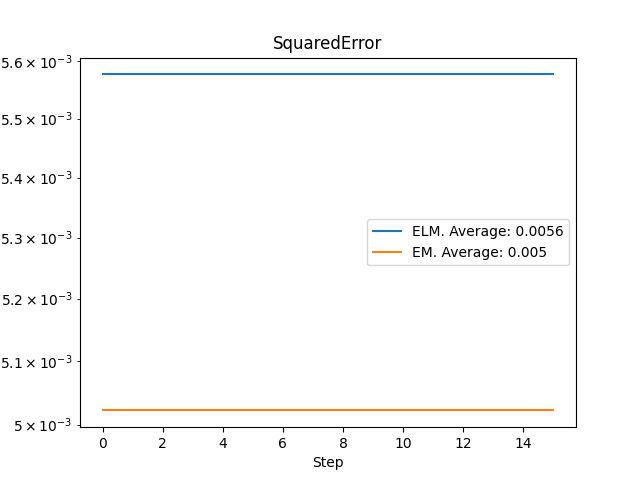 SquaredError
5.6 × 10⁻³
5.5 × 10⁻³
5.4 × 10⁻³
5.3 × 10⁻³
5.2 × 10⁻³
5.1 × 10⁻³
5 × 10⁻³
ELM. Average: 0.0056
EM. Average: 0.005
0 2 4 6 8 10 12 14
Step